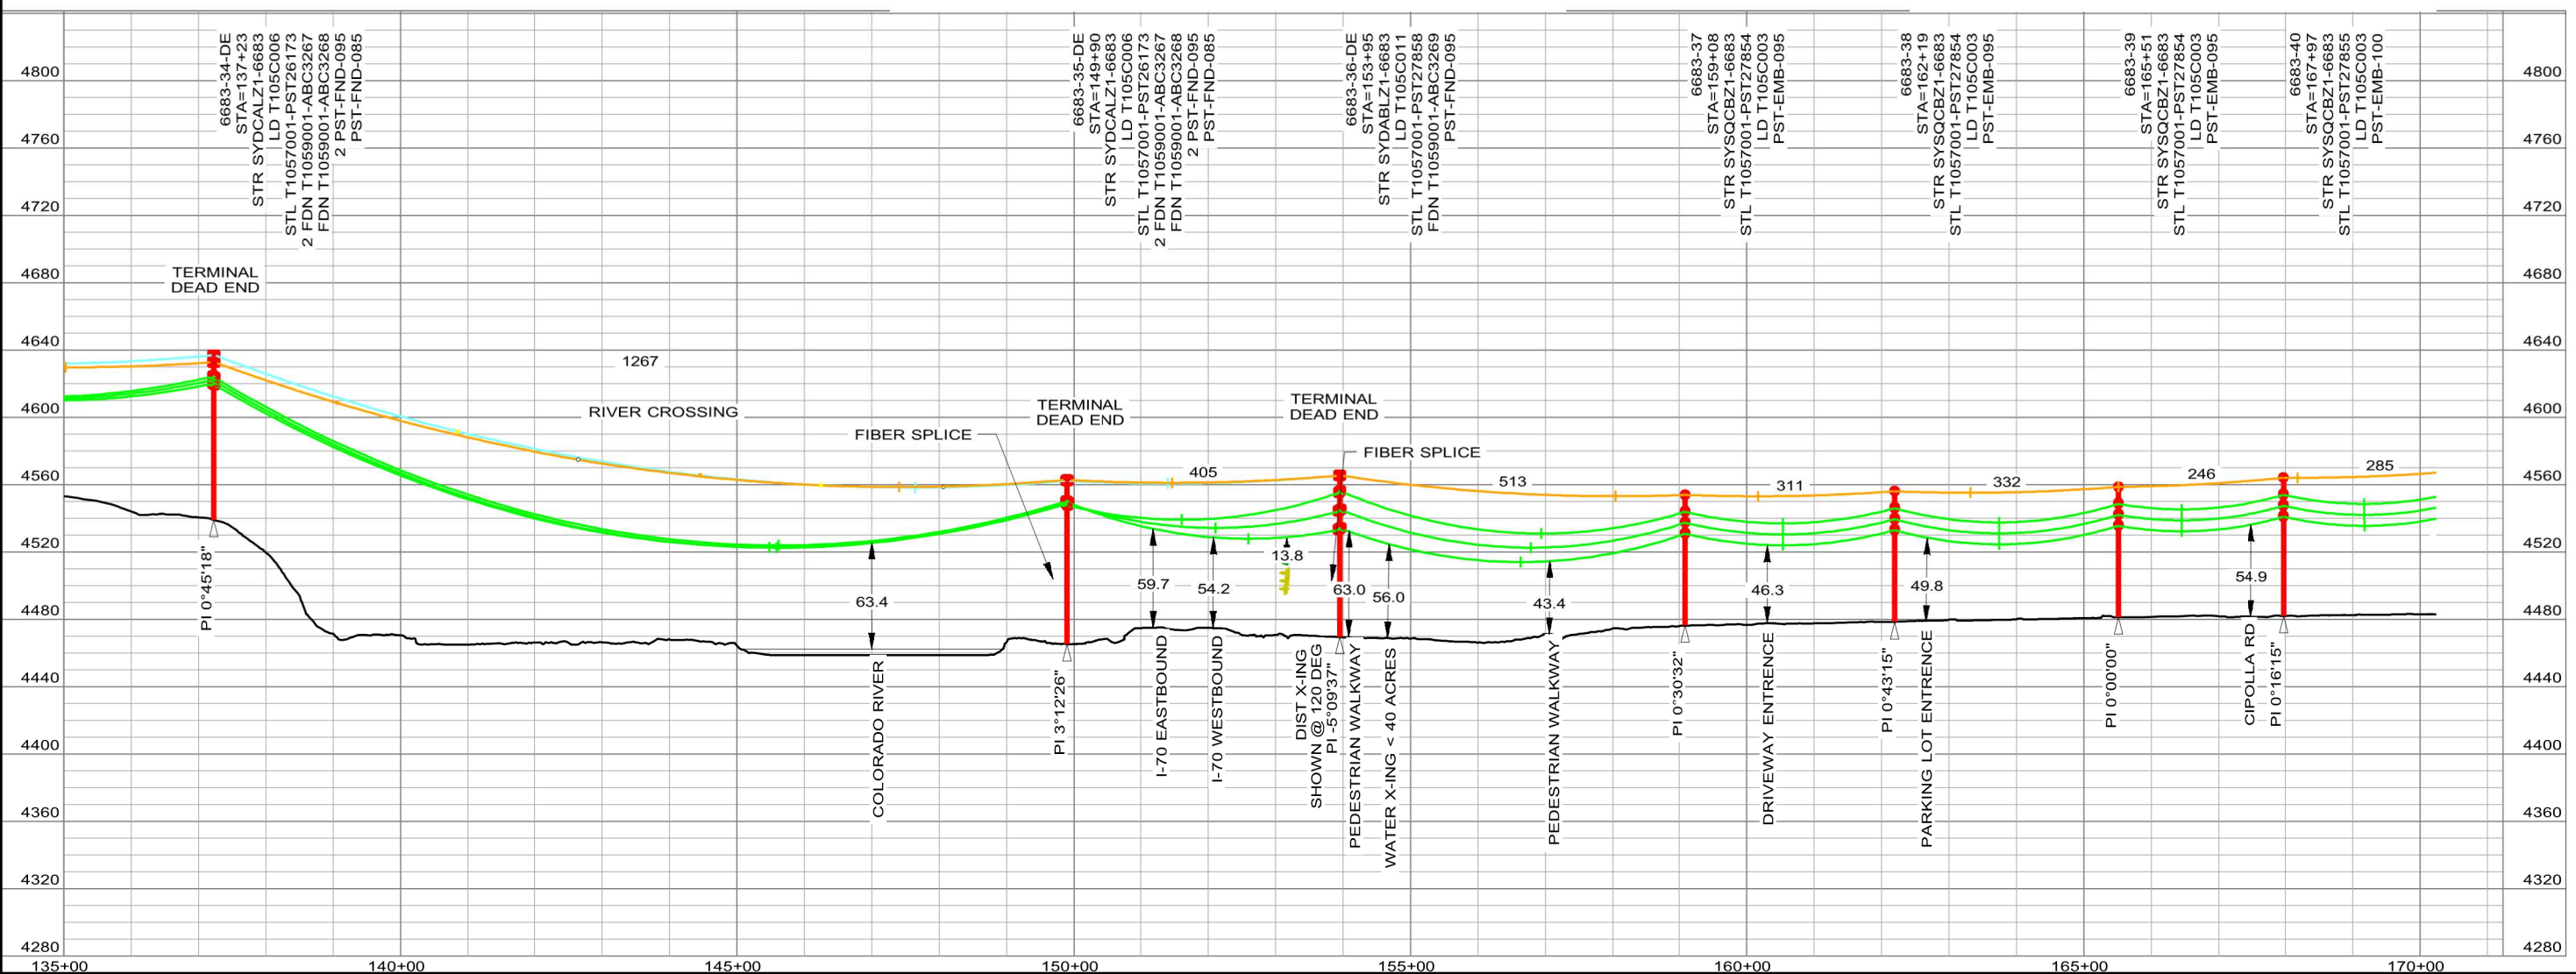 6683-34-DE
STA=137+23
STR SYDCALZ1-6683
LD T105C006
STL T1057001-PST26173
2 FDN T1059001-ABC3267
FDN T1059001-ABC3268
2 PST-FND-095
PST-FND-085
6683-35-DE
STA=149+90
STR SYDCALZ1-6683
LD T105C006
STL T1057001-PST26173
2 FDN T1059001-ABC3267
FDN T1059001-ABC3268
2 PST-FND-095
PST-FND-085
6683-36-DE
STA=153+95
STR SYDABLZ1-6683
LD T105C011
STL T1057001-PST27858
FDN T1059001-ABC3269
PST-FND-095
6683-37
STA=159+08
STR SYSQCBZ1-6683
STL T1057001-PST27854
LD T105C003
PST-EMB-095
6683-38
STA=162+19
STR SYSQCBZ1-6683
STL T1057001-PST27854
LD T105C003
PST-EMB-095
6683-39
STA=165+51
STR SYSQCBZ1-6683
STL T1057001-PST27854
LD T105C003
PST-EMB-095
6683-40
STA=167+97
STR SYSQCBZ1-6683
STL T1057001-PST27855
LD T105C003
PST-EMB-100
4800
4800
4760
4760
4720
4720
4680
4680
4640
4640
4600
4600
4560
4560
4520
4520
4480
4480
4440
4440
4400
4400
4360
4360
4320
4320
4280
4280
TERMINAL
DEAD END
1267
RIVER CROSSING
FIBER SPLICE
TERMINAL
DEAD END
405
TERMINAL
DEAD END
FIBER SPLICE
513
311
332
246
285
63.4
59.7
54.2
13.8
63.0
56.0
43.4
46.3
49.8
54.9
PI 0°45'18"
COLORADO RIVER
PI 3°12'26"
I-70 EASTBOUND
I-70 WESTBOUND
DIST X-ING
SHOWN @ 120 DEG
PI -5°09'37"
PEDESTRIAN WALKWAY
WATER X-ING < 40 ACRES
PEDESTRIAN WALKWAY
PI 0°30'32"
DRIVEWAY ENTRENCE
PI 0°43'15"
PARKING LOT ENTRENCE
PI 0°00'00"
CIPOLLA RD
PI 0°16'15"
135+00
140+00
145+00
150+00
155+00
160+00
165+00
170+00